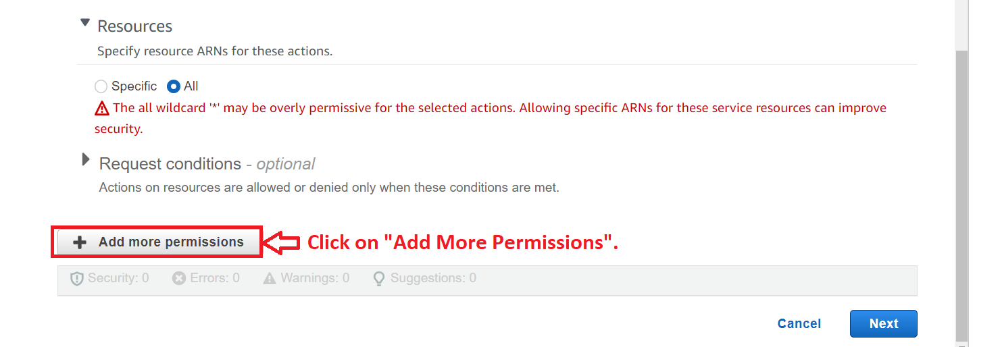 Resources
Specify resource ARNs for these actions.
Specific All
The all wildcard '*' may be overly permissive for the selected actions. Allowing specific ARNs for these service resources can improve
security.
Request conditions - optional
Actions on resources are allowed or denied only when these conditions are met.
Add more permissions Click on "Add More Permissions".
Security: 0 Errors: 0 Warnings: 0 Suggestions: 0
Cancel Next